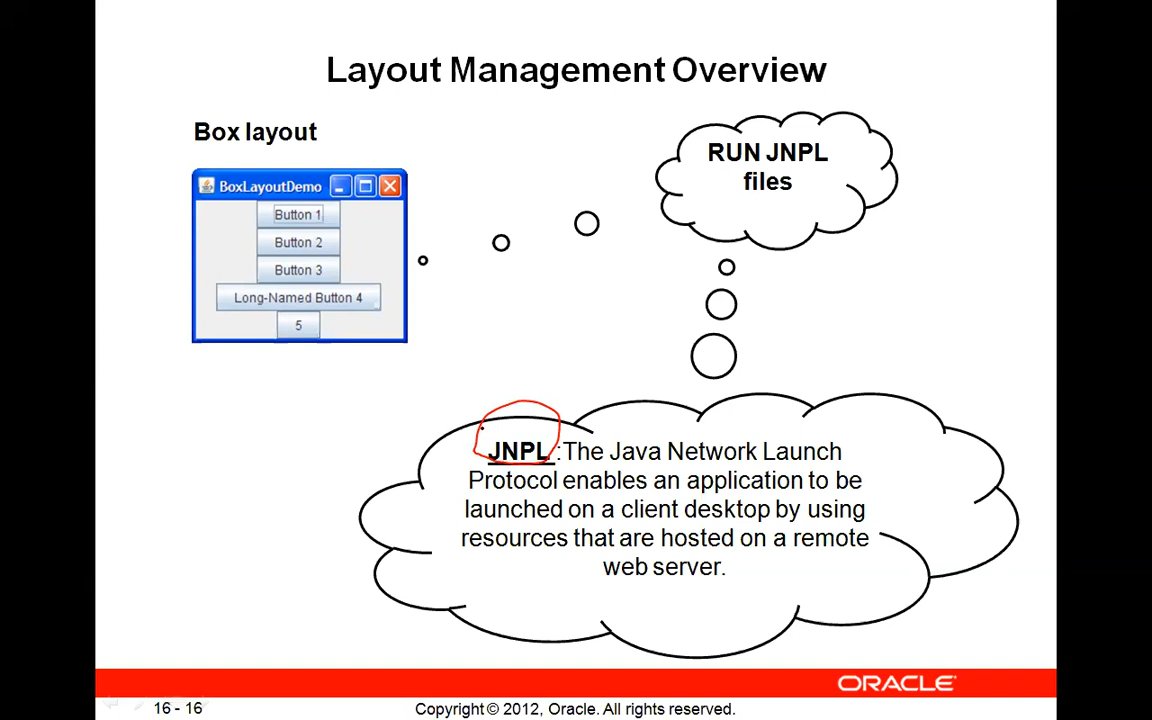 Layout Management Overview
Box layout
BoxLayoutDemo
Button 1
Button 2
Button 3
Long-Named Button 4
5
RUN JNPL
files
JNPL :The Java Network Launch
Protocol enables an application to be
launched on a client desktop by using
resources that are hosted on a remote
web server.
ORACLE
16 - 16
Copyright © 2012, Oracle. All rights reserved.